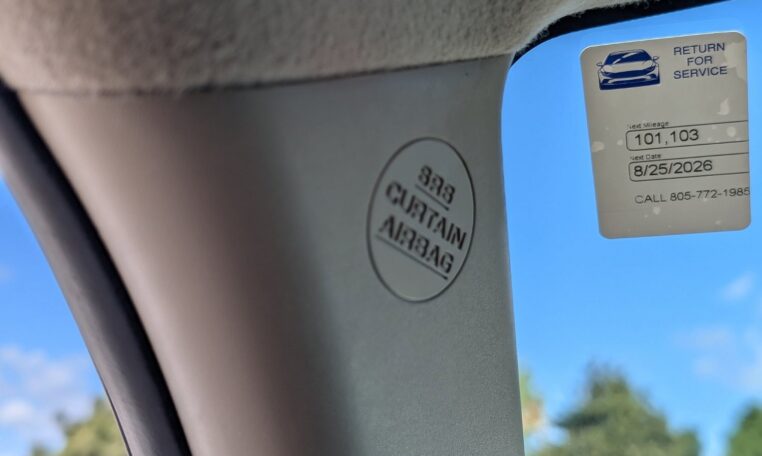 SRS
CURTAIN
AIRBAG
RETURN
FOR
SERVICE
Next Mileage
101,103
Next Date
8/25/2026
CALL 805-772-1985